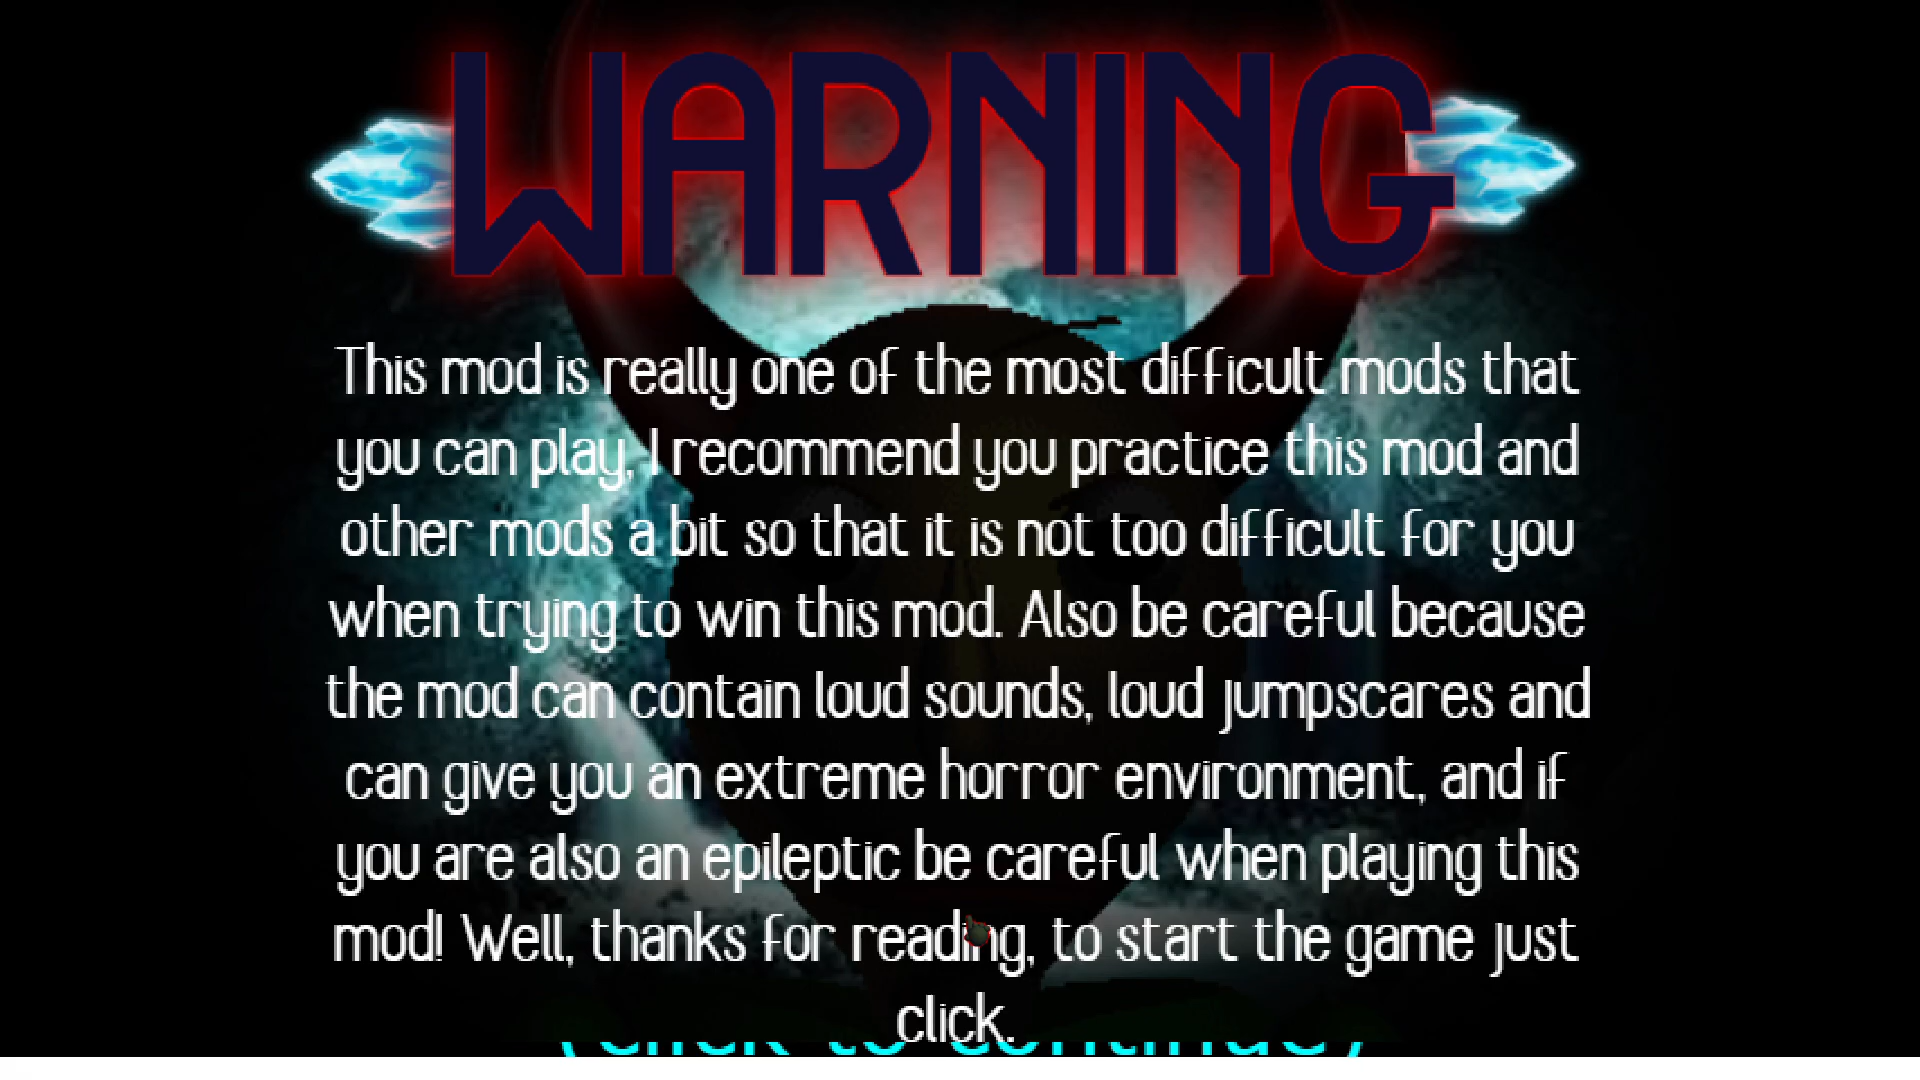 WARNING
This mod is really one of the most difficult mods that
you can play, I recommend you practice this mod and
other mods a bit so that it is not too difficult for you
when trying to win this mod. Also be careful because
the mod can contain loud sounds, loud jumpscares and
can give you an extreme horror environment, and if
you are also an epileptic be careful when playing this
mod! Well, thanks for reading, to start the game just
click.
(click to continue)